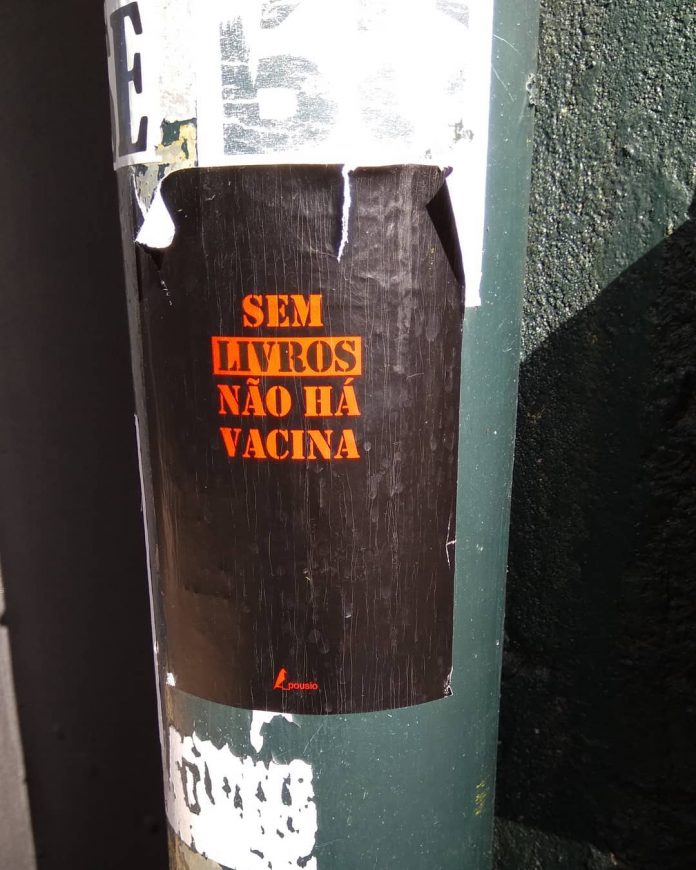 E
SEM
LIVROS
NÃO HÁ
VACINA
pousio